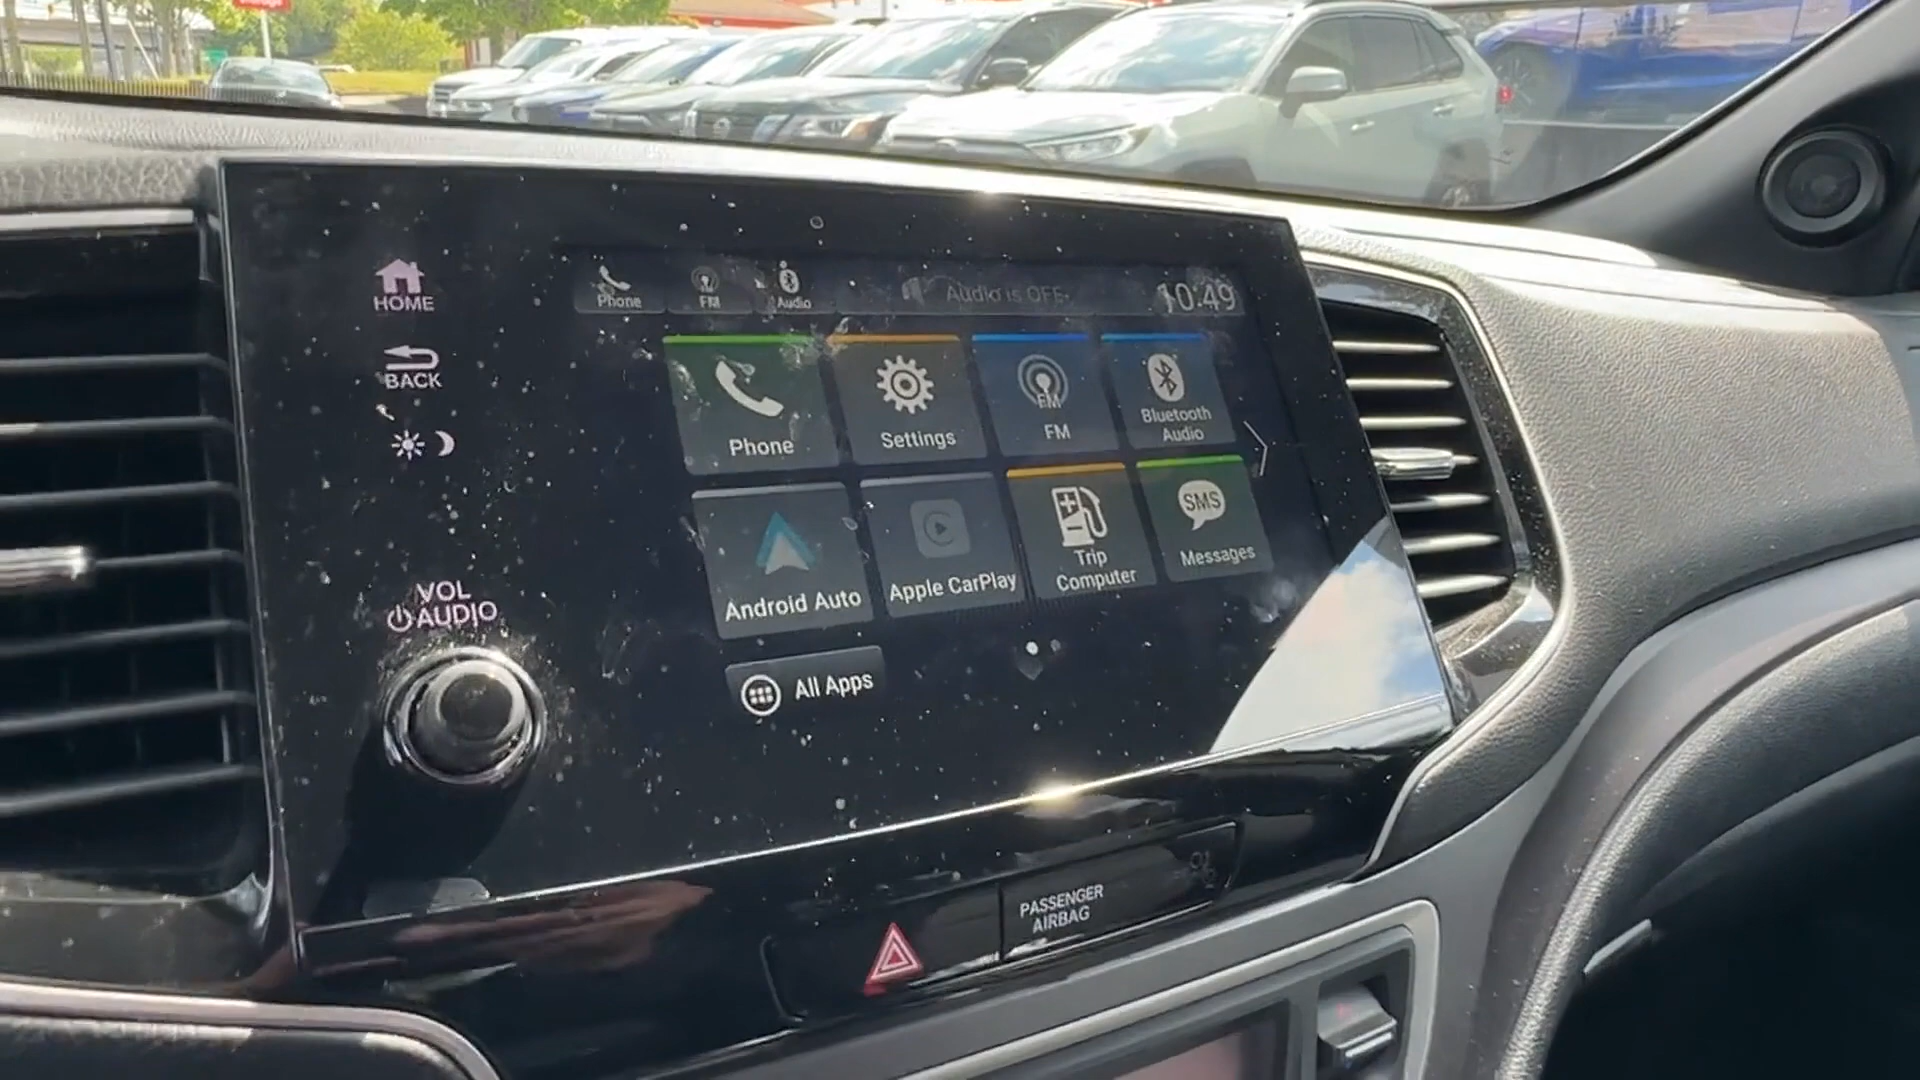 HOME
BACK
VOL
AUDIO
Phone
FM
Audio
Audio is OFF
10:49
Phone
Settings
FM
FM
Bluetooth
Audio
Android Auto
Apple CarPlay
Trip
Computer
SMS
Messages
All Apps
PASSENGER
AIRBAG